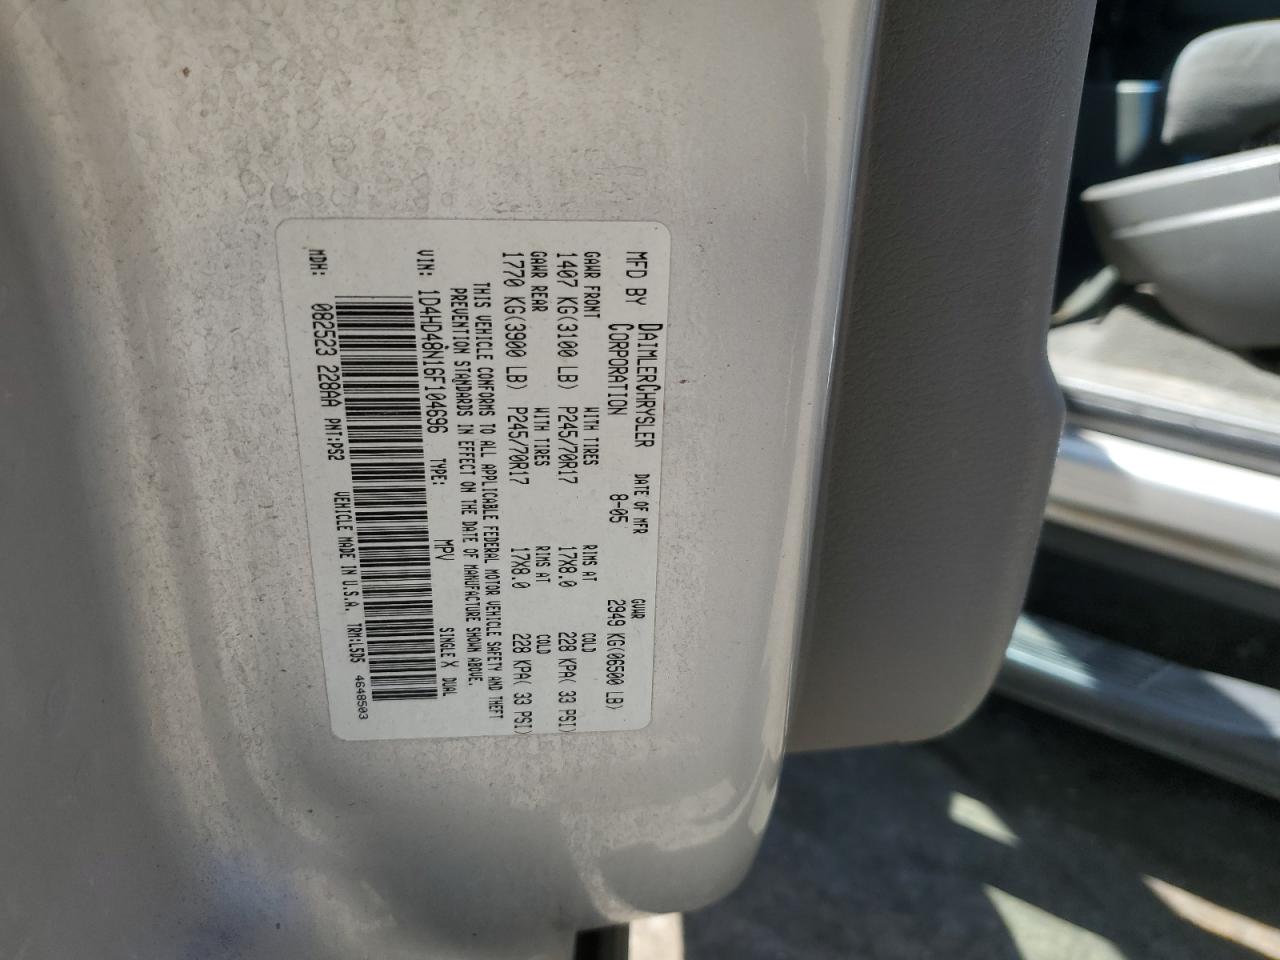 MFD BY DAIMLERCHRYSLER CORPORATION DATE OF MFR 8-05 GVWR 2949 KG(06500 LB)
GAWR FRONT WITH TIRES RIMS AT COLD
1407 KG(3100 LB) P245/70R17 17X8.0 228 KPA( 33 PSI)
GAWR REAR WITH TIRES RIMS AT COLD
1770 KG(3900 LB) P245/70R17 17X8.0 228 KPA( 33 PSI)
THIS VEHICLE CONFORMS TO ALL APPLICABLE FEDERAL MOTOR VEHICLE SAFETY AND THEFT
PREVENTION STANDARDS IN EFFECT ON THE DATE OF MANUFACTURE SHOWN ABOVE.
VIN: 1D4HD48N16F104696 TYPE: MPV SINGLE X DUAL
MDH: 082523 228AA PNT:PS2 VEHICLE MADE IN U.S.A. TRM:L5D5 4648503